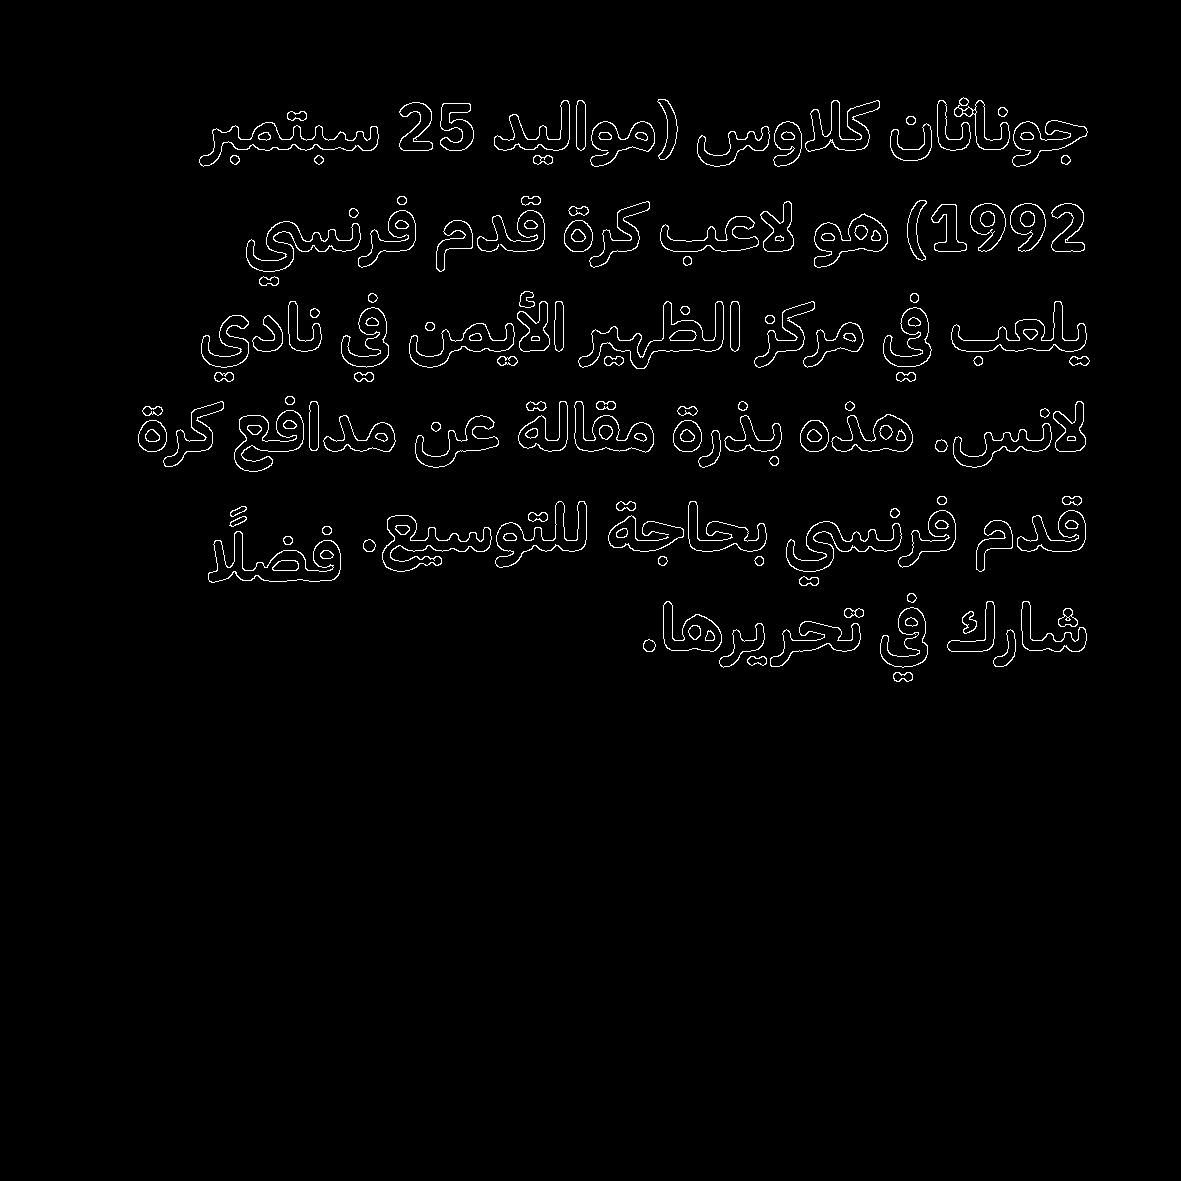 جوناثان كلاوس (مواليد 25 سبتمبر
1992) هو لاعب كرة قدم فرنسي
يلعب في مركز الظهير الأيمن في نادي
لانس. هذه بذرة مقالة عن مدافع كرة
قدم فرنسي بحاجة للتوسيع. فضلًا
شارك في تحريرها.